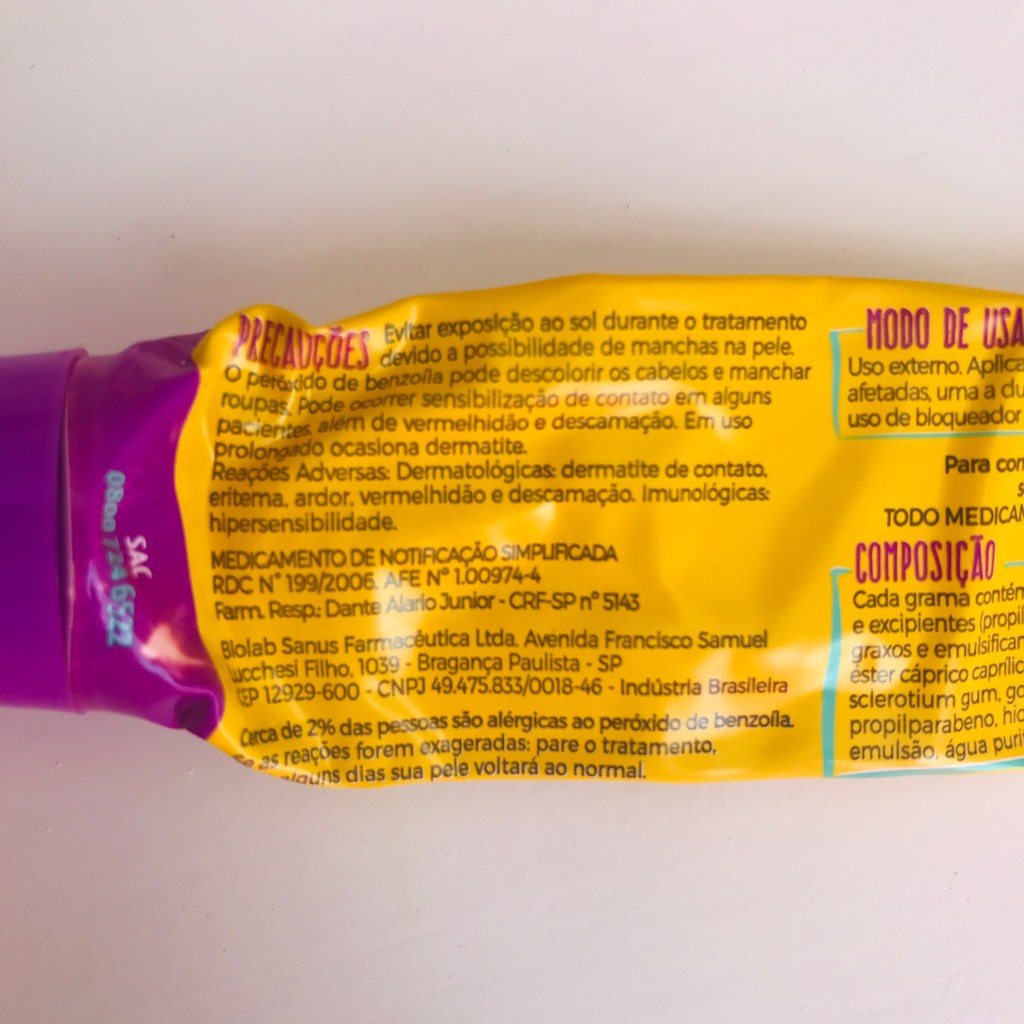 SAC
0800 724 6522
PRECAUÇÕES Evitar exposição ao sol durante o tratamento
devido a possibilidade de manchas na pele.
O peróxido de benzoíla pode descolorir os cabelos e manchar
roupas. Pode ocorrer sensibilização de contato em alguns
pacientes, além de vermelhidão e descamação. Em uso
prolongado ocasiona dermatite.
Reações Adversas: Dermatológicas: dermatite de contato,
eritema, ardor, vermelhidão e descamação. Imunológicas:
hipersensibilidade.
MEDICAMENTO DE NOTIFICAÇÃO SIMPLIFICADA
RDC N° 199/2006. AFE Nº 1.00974-4
Farm. Resp.: Dante Alario Junior - CRF-SP nº 5143
Biolab Sanus Farmacêutica Ltda. Avenida Francisco Samuel
Lucchesi Filho, 1039 - Bragança Paulista - SP
CEP 12929-600 - CNPJ 49.475.833/0018-46 - Indústria Brasileira
Cerca de 2% das pessoas são alérgicas ao peróxido de benzoíla.
Se as reações forem exageradas: pare o tratamento,
alguns dias sua pele voltará ao normal.
MODO DE USA
Uso externo. Aplica
afetadas, uma a du
uso de bloqueador
Para con
s
TODO MEDICAM
COMPOSIÇÃO
Cada grama contém
e excipientes (propil
graxos e emulsifican
éster cáprico caprílic
sclerotium gum, go
propilparabeno, hid
emulsão, água puri